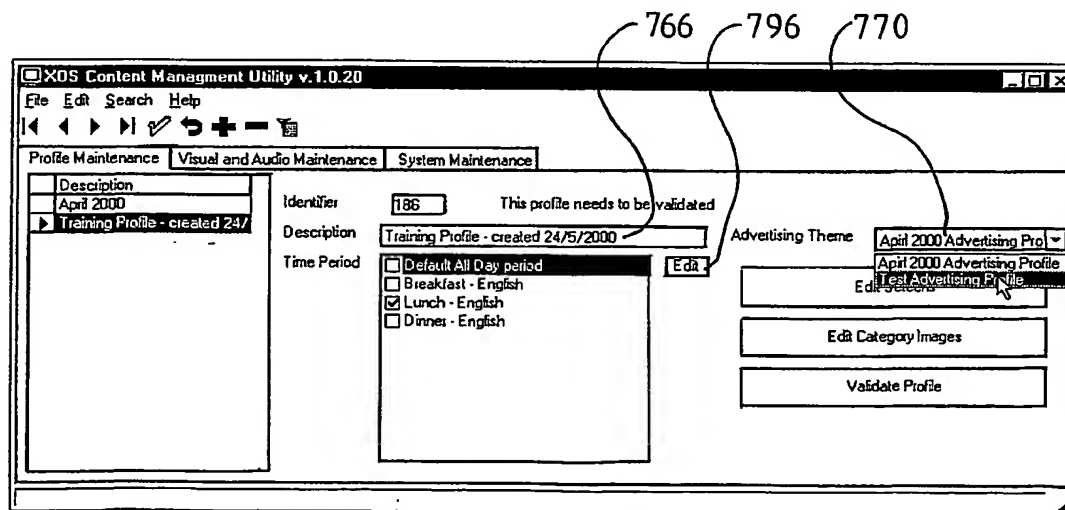 766 796 770
XDS Content Managment Utility v.1.0.20
File Edit Search Help
Profile Maintenance Visual and Audio Maintenance System Maintenance
Description
April 2000
Training Profile - created 24/
Identifier 186 This profile needs to be validated
Description Training Profile - created 24/5/2000
Time Period
Default All Day period
Breakfast - English
Lunch - English
Dinner - English
Edit
Advertising Theme
Apirl 2000 Advertising Pro
Apirl 2000 Advertising Profile
Test Advertising Profile
Edit Screens
Edit Category Images
Validate Profile